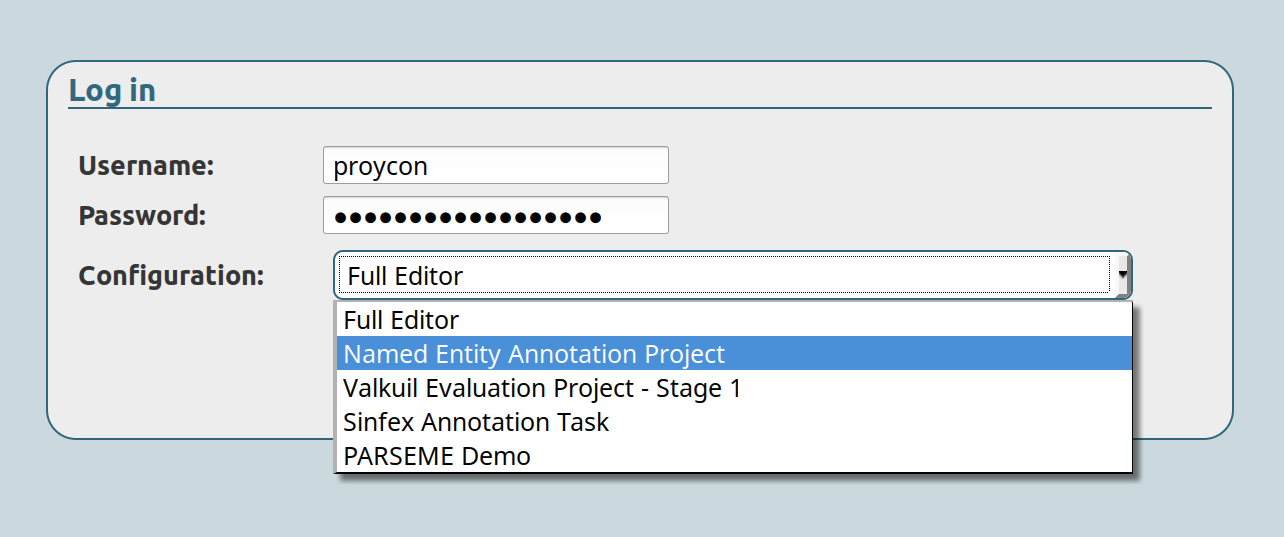 Log in
Username: proycon
Password: ●●●●●●●●●●●●●●●●●●
Configuration: Full Editor
Full Editor
Named Entity Annotation Project
Valkuil Evaluation Project - Stage 1
Sinfex Annotation Task
PARSEME Demo